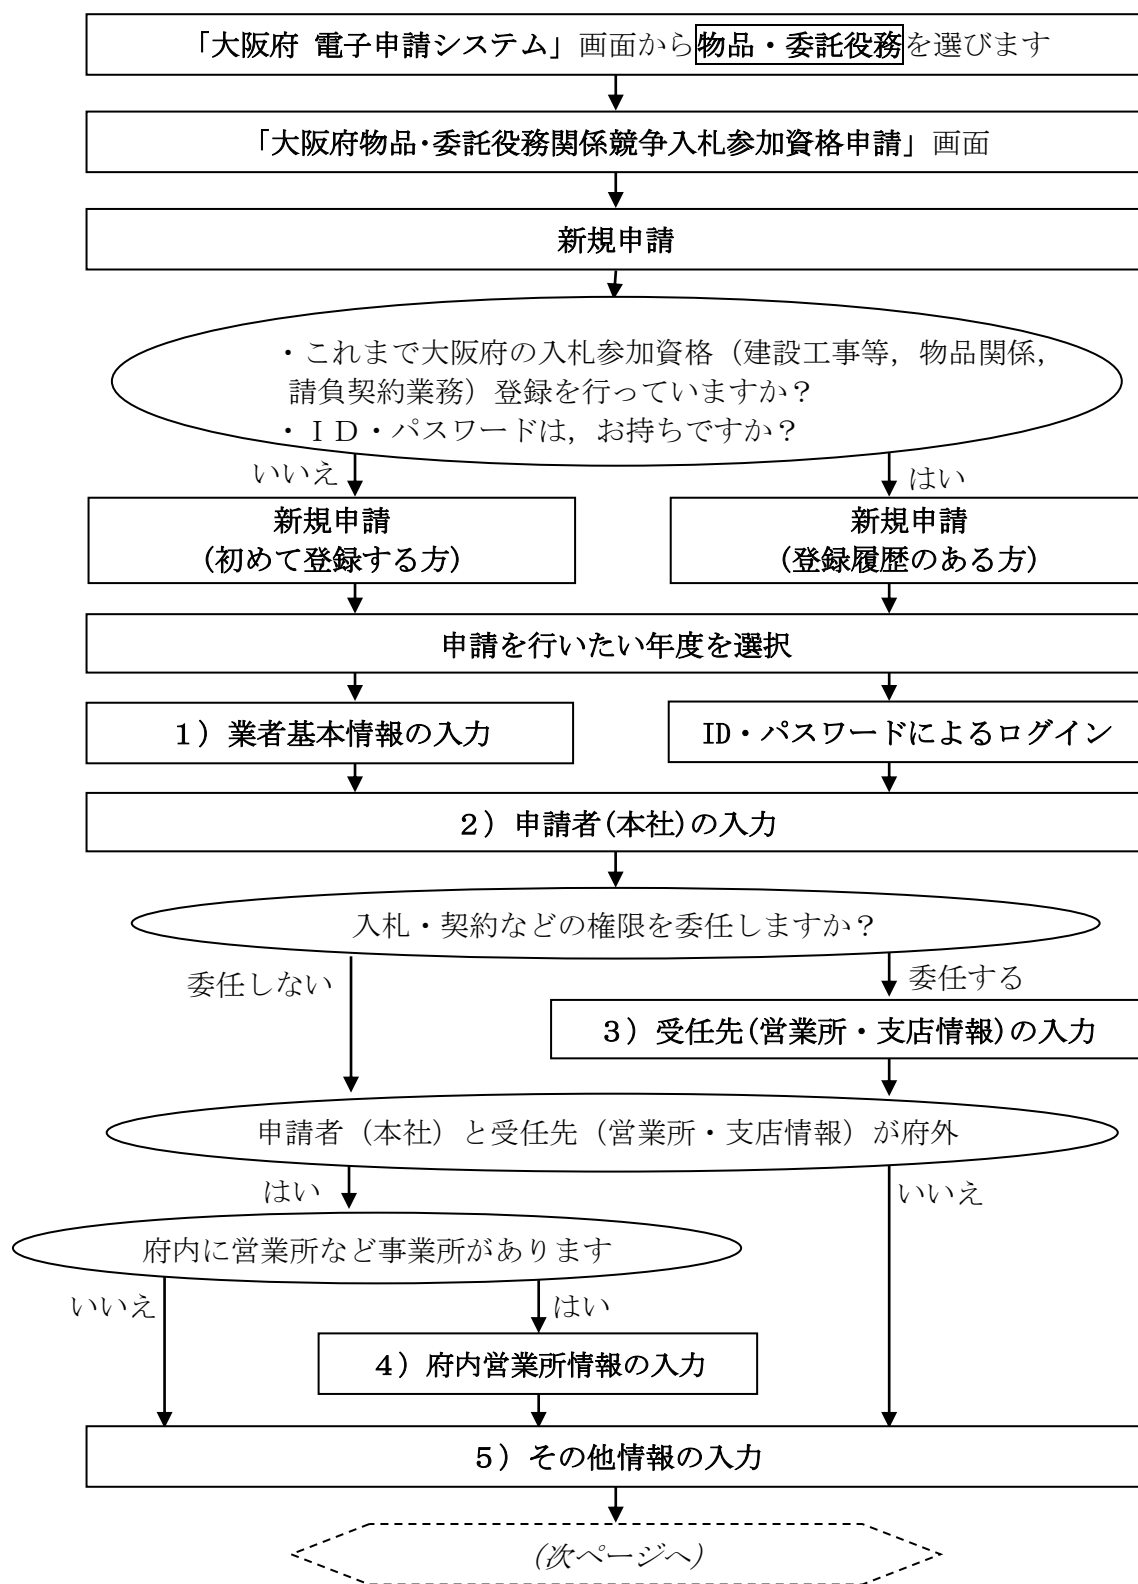 「大阪府 電子申請システム」画面から物品・委託役務を選びます
「大阪府物品・委託役務関係競争入札参加資格申請」画面
新規申請
・これまで大阪府の入札参加資格（建設工事等，物品関係，
請負契約業務）登録を行っていますか？
・ＩＤ・パスワードは，お持ちですか？
いいえ
はい
新規申請
(初めて登録する方)
新規申請
(登録履歴のある方)
申請を行いたい年度を選択
１）業者基本情報の入力
ID・パスワードによるログイン
２）申請者(本社)の入力
入札・契約などの権限を委任しますか？
委任しない
委任する
３）受任先(営業所・支店情報)の入力
申請者（本社）と受任先（営業所・支店情報）が府外
はい
いいえ
府内に営業所など事業所があります
いいえ
はい
４）府内営業所情報の入力
５）その他情報の入力
(次ページへ)